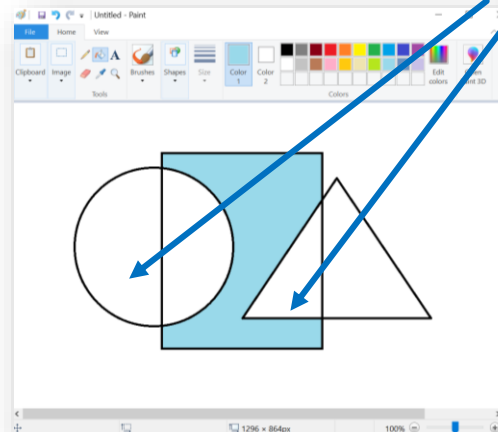 Untitled - Paint
File Home View
Clipboard Image Brushes Shapes Size Color 1 Color 2 Edit colors
Tools Colors
1296 × 864px 100%